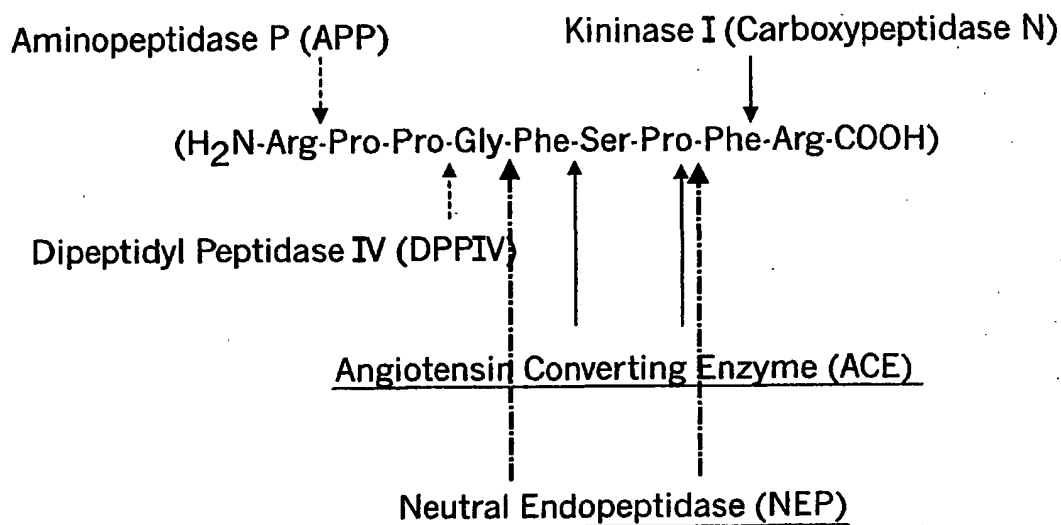 Aminopeptidase P (APP)
Kininase I (Carboxypeptidase N)
(H₂N-Arg-Pro-Pro-Gly-Phe-Ser-Pro-Phe-Arg-COOH)
Dipeptidyl Peptidase IV (DPPIV)
Angiotensin Converting Enzyme (ACE)
Neutral Endopeptidase (NEP)